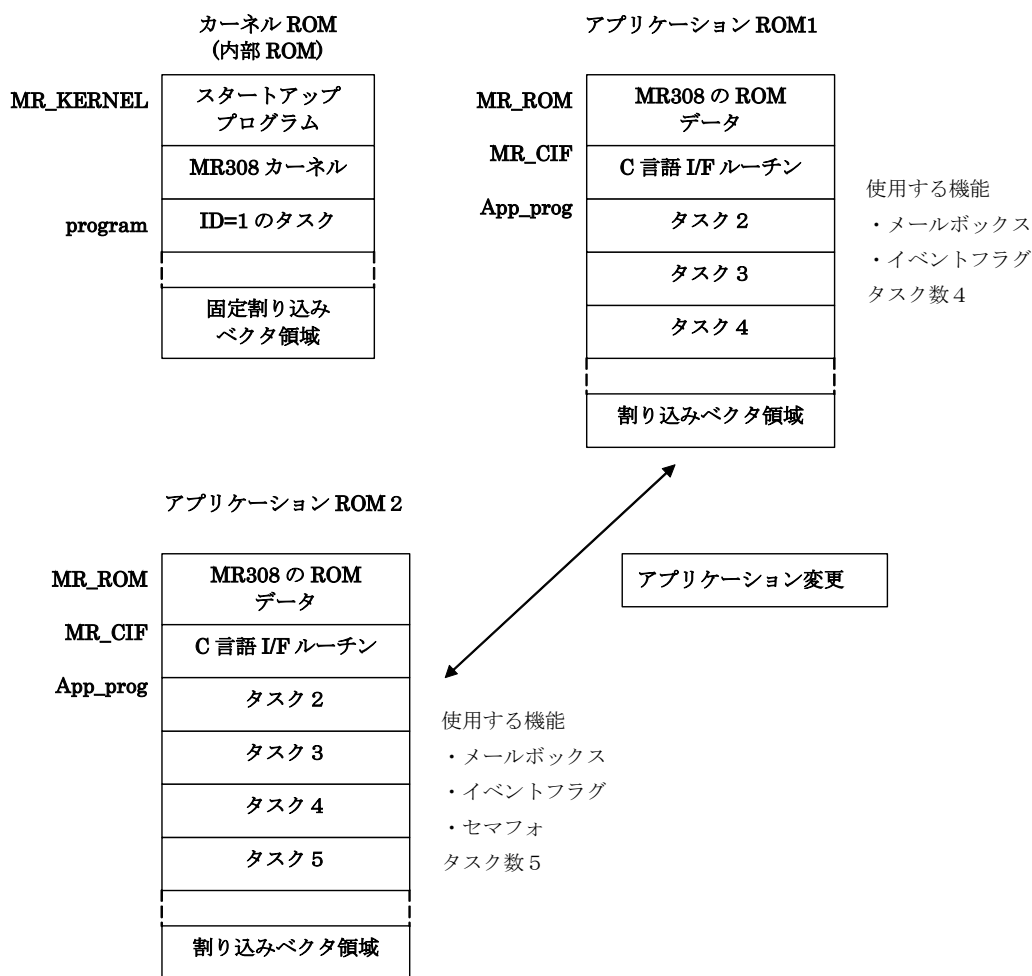 カーネル ROM
(内部 ROM)
MR_KERNEL
スタートアップ
プログラム
MR308 カーネル
program
ID=1 のタスク
固定割り込み
ベクタ領域
アプリケーション ROM1
MR_ROM
MR308 の ROM
データ
MR_CIF
C 言語 I/F ルーチン
App_prog
タスク 2
タスク 3
タスク 4
割り込みベクタ領域
使用する機能
・メールボックス
・イベントフラグ
タスク数４
アプリケーション ROM 2
MR_ROM
MR308 の ROM
データ
MR_CIF
C 言語 I/F ルーチン
App_prog
タスク 2
タスク 3
タスク 4
タスク 5
割り込みベクタ領域
アプリケーション変更
使用する機能
・メールボックス
・イベントフラグ
・セマフォ
タスク数５